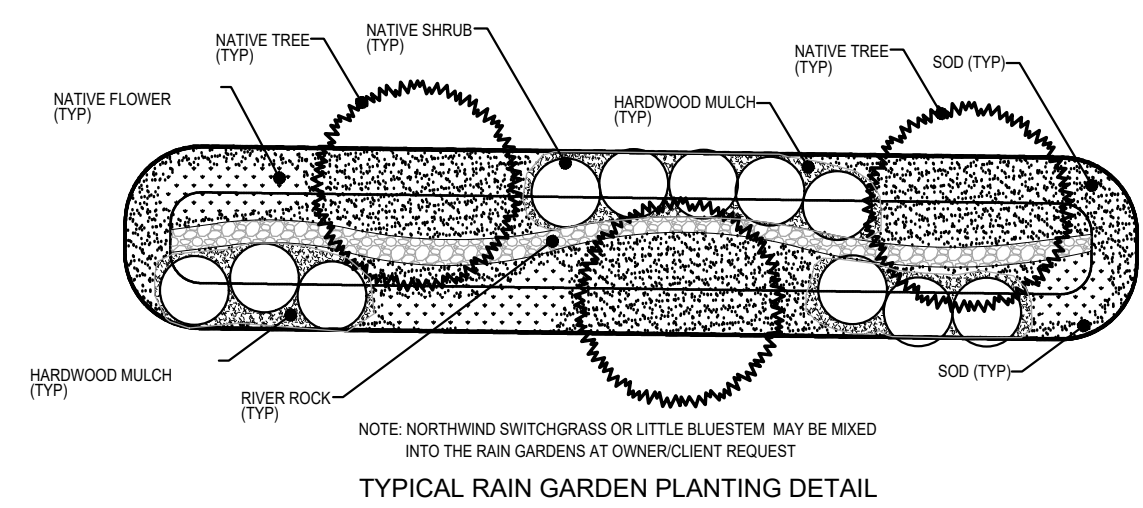 NATIVE SHRUB
(TYP)
NATIVE TREE
(TYP)
NATIVE TREE
(TYP)
SOD (TYP)
NATIVE FLOWER
(TYP)
HARDWOOD MULCH
(TYP)
HARDWOOD MULCH
(TYP)
RIVER ROCK
(TYP)
SOD (TYP)
NOTE: NORTHWIND SWITCHGRASS OR LITTLE BLUESTEM MAY BE MIXED
INTO THE RAIN GARDENS AT OWNER/CLIENT REQUEST
TYPICAL RAIN GARDEN PLANTING DETAIL